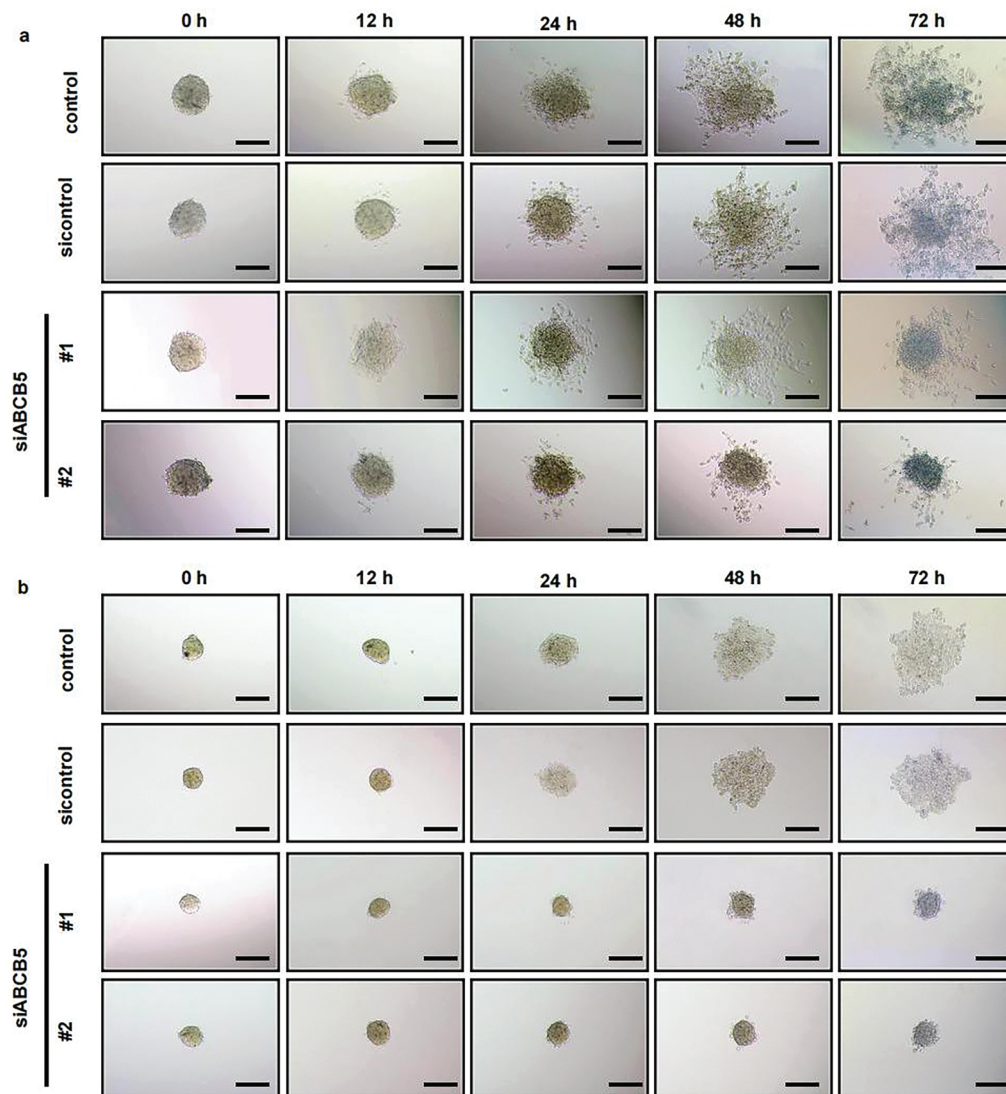 a
0 h 12 h 24 h 48 h 72 h
control
sicontrol
siABCB5
#1
#2
b
0 h 12 h 24 h 48 h 72 h
control
sicontrol
siABCB5
#1
#2